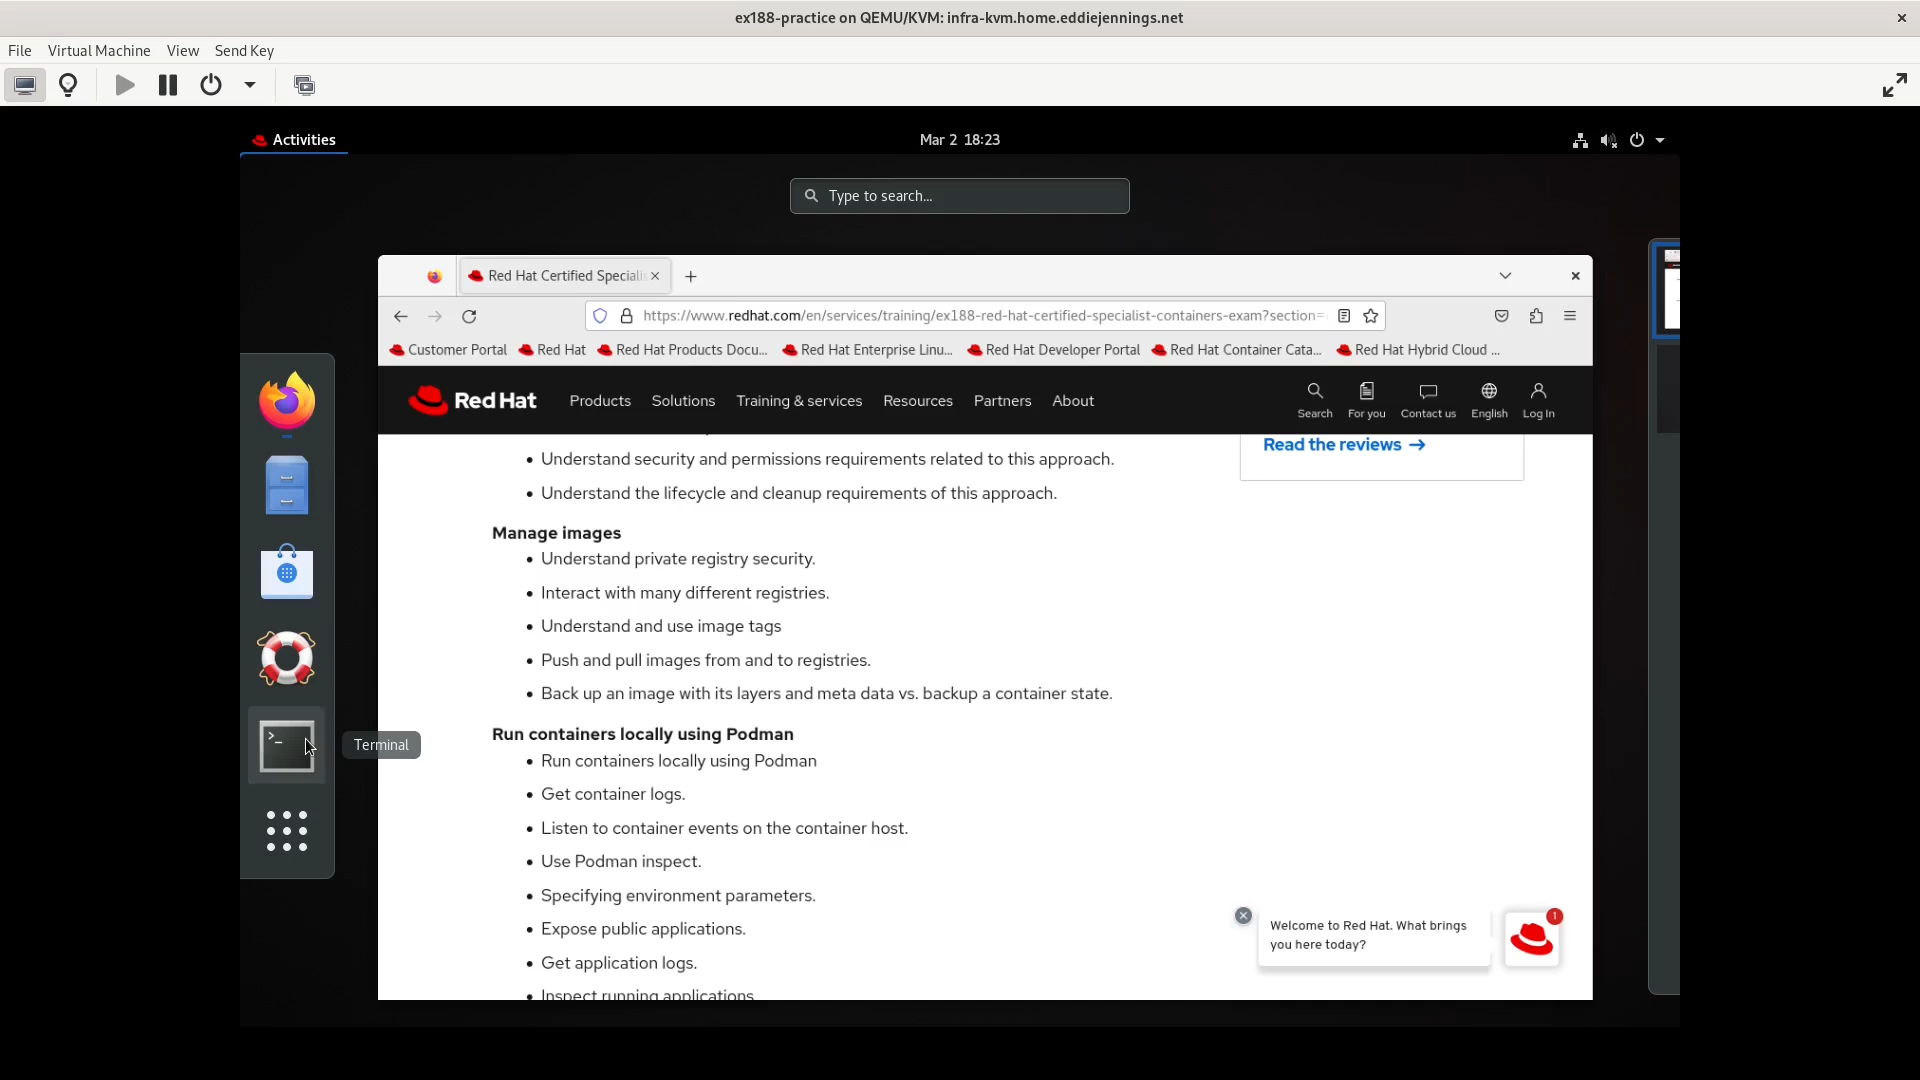 ex188-practice on QEMU/KVM: infra-kvm.home.eddiejennings.net
File Virtual Machine View Send Key
Activities
Mar 2 18:23
Type to search...
Red Hat Certified Speciali
https://www.redhat.com/en/services/training/ex188-red-hat-certified-specialist-containers-exam?section=
Customer Portal Red Hat Red Hat Products Docu... Red Hat Enterprise Linu... Red Hat Developer Portal Red Hat Container Cata... Red Hat Hybrid Cloud ...
Red Hat Products Solutions Training & services Resources Partners About
Search For you Contact us English Log In
Read the reviews →
• Understand security and permissions requirements related to this approach.
• Understand the lifecycle and cleanup requirements of this approach.
Manage images
• Understand private registry security.
• Interact with many different registries.
• Understand and use image tags
• Push and pull images from and to registries.
• Back up an image with its layers and meta data vs. backup a container state.
Run containers locally using Podman
Terminal
• Run containers locally using Podman
• Get container logs.
• Listen to container events on the container host.
• Use Podman inspect.
• Specifying environment parameters.
• Expose public applications.
• Get application logs.
• Inspect running applications
Welcome to Red Hat. What brings
you here today?
1